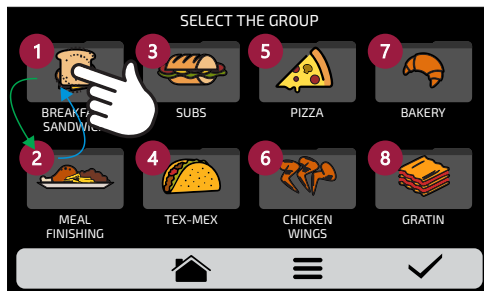 SELECT THE GROUP
1
3
5
7
BREAKFA
SANDWIC
SUBS
PIZZA
BAKERY
2
4
6
8
MEAL
FINISHING
TEX-MEX
CHICKEN
WINGS
GRATIN